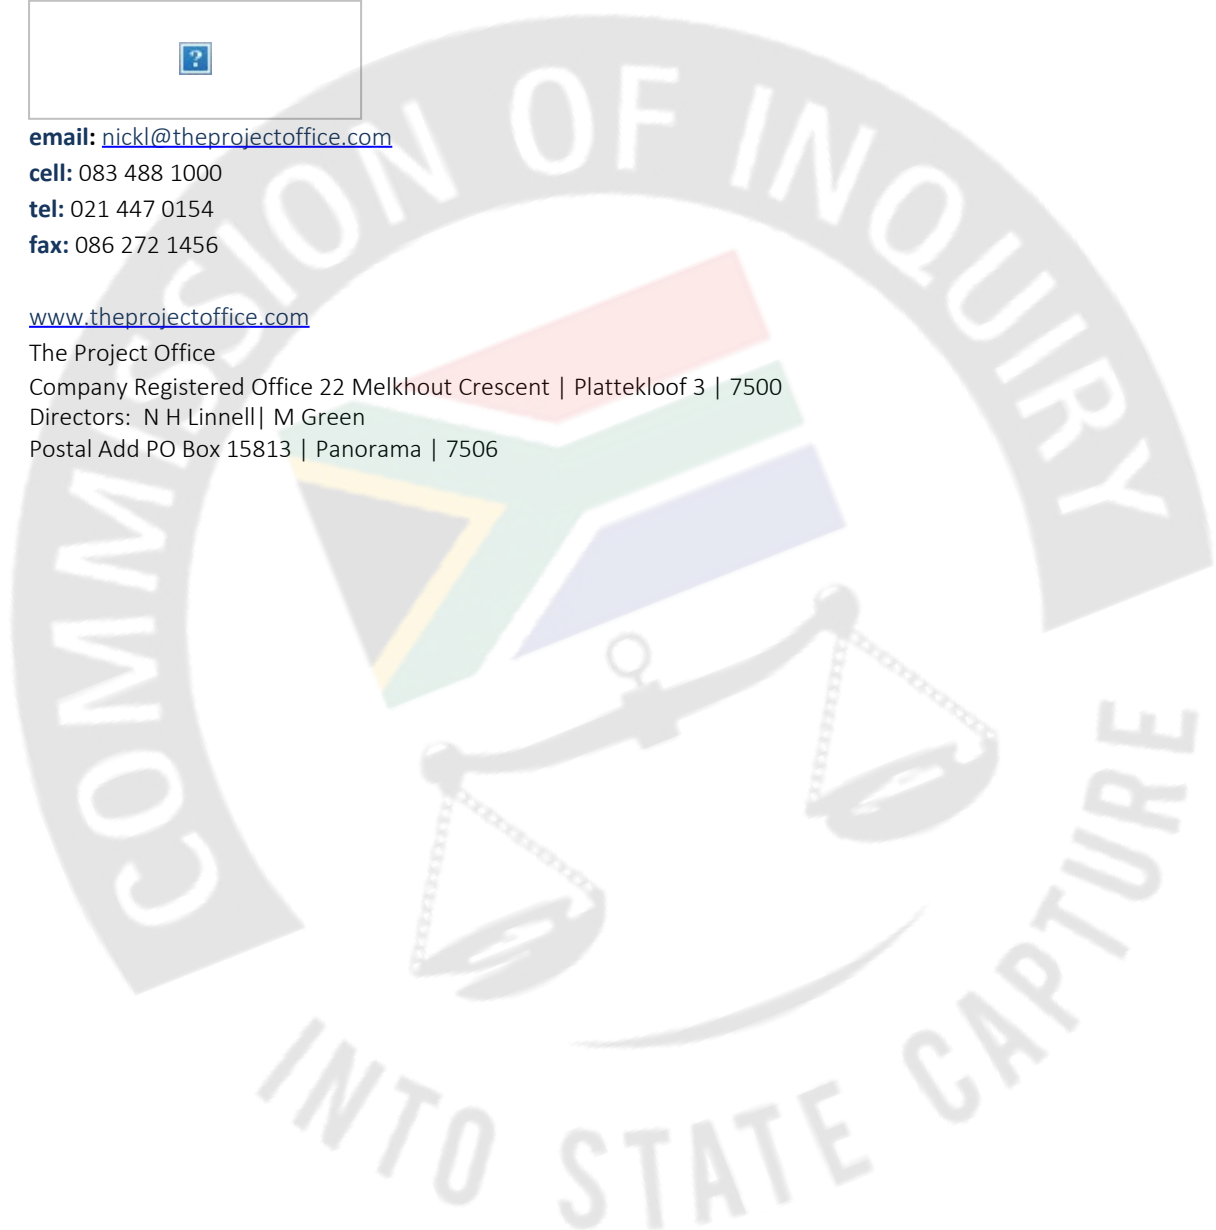 email: nickl@theprojectoffice.com
cell: 083 488 1000
tel: 021 447 0154
fax: 086 272 1456
www.theprojectoffice.com
The Project Office
Company Registered Office 22 Melkhout Crescent | Plattekloof 3 | 7500
Directors:  N H Linnell| M Green
Postal Add PO Box 15813 | Panorama | 7506
COMMISSION OF INQUIRY
INTO STATE CAPTURE